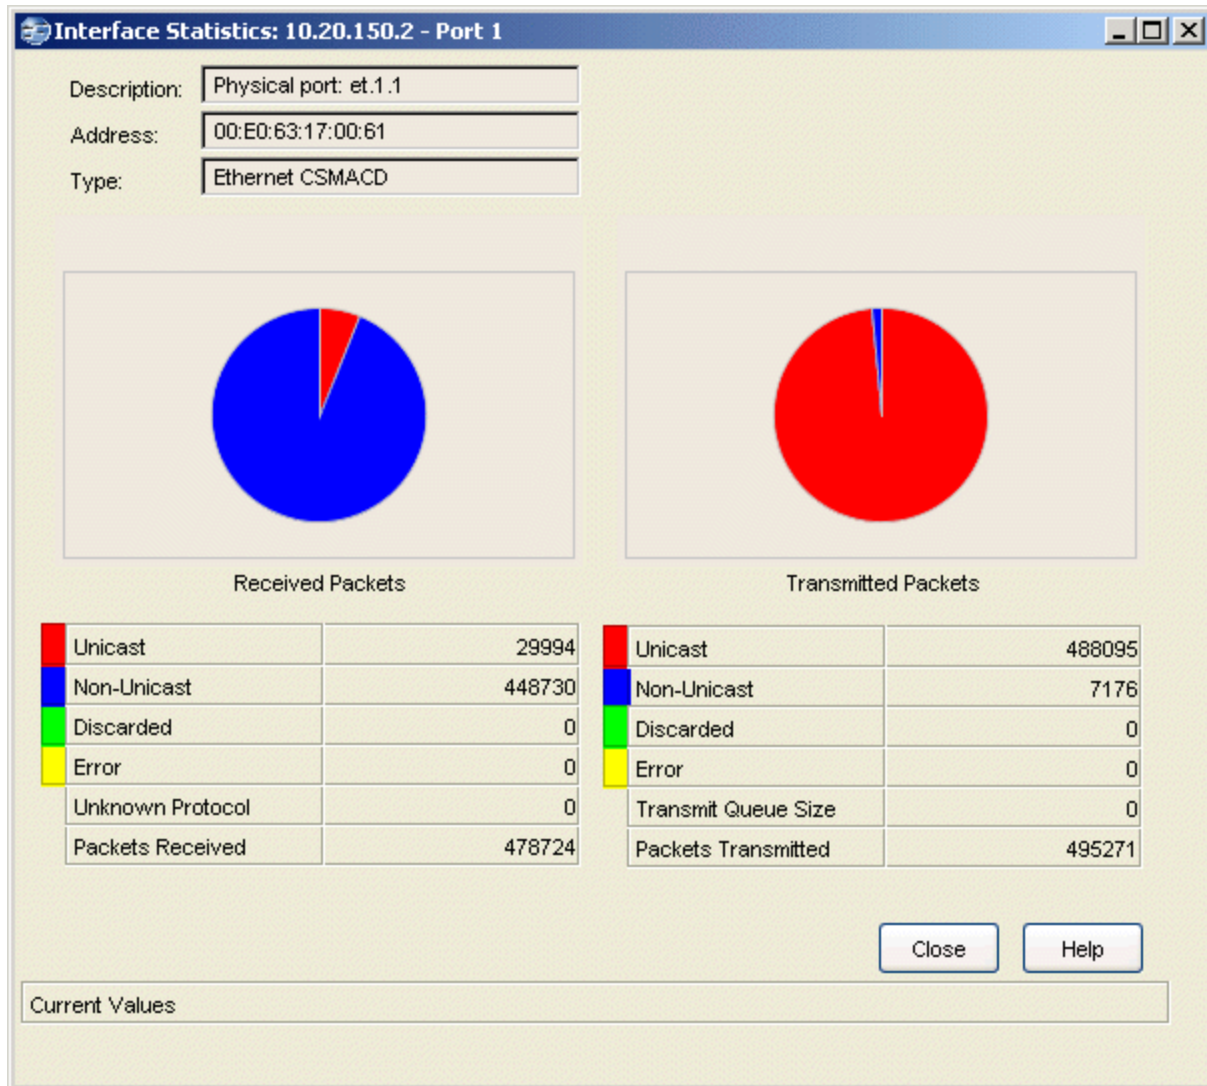 Interface Statistics: 10.20.150.2 - Port 1
Description: Physical port: et.1.1
Address: 00:E0:63:17:00:61
Type: Ethernet CSMACD
Received Packets
Unicast 29994
Non-Unicast 448730
Discarded 0
Error 0
Unknown Protocol 0
Packets Received 478724
Transmitted Packets
Unicast 488095
Non-Unicast 7176
Discarded 0
Error 0
Transmit Queue Size 0
Packets Transmitted 495271
Close Help
Current Values